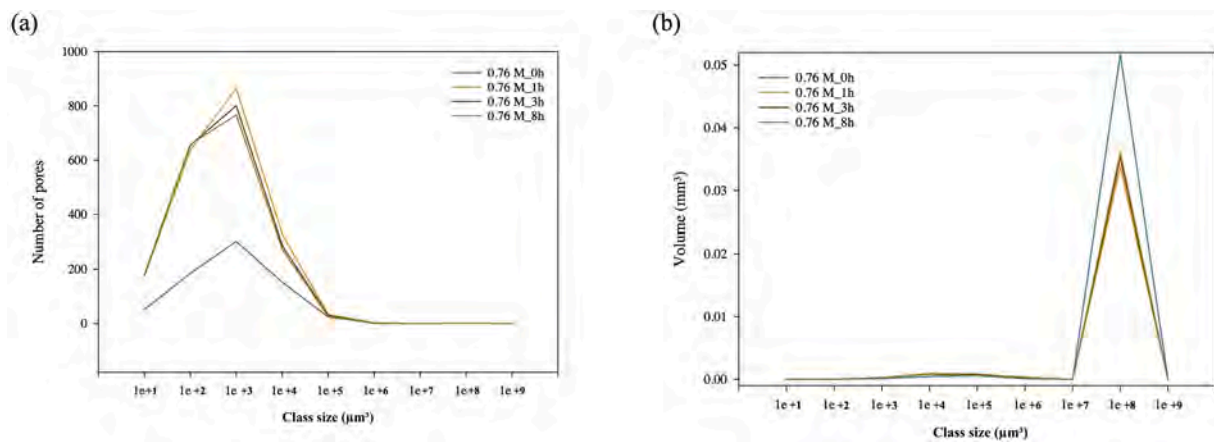 (a)
1000
800
600
400
200
0
Number of pores
0.76 M_0h
0.76 M_1h
0.76 M_3h
0.76 M_8h
1e+1 1e+2 1e+3 1e+4 1e+5 1e+6 1e+7 1e+8 1e+9
Class size (µm³)
(b)
0.05
0.04
0.03
0.02
0.01
0.00
Volume (mm³)
0.76 M_0h
0.76 M_1h
0.76 M_3h
0.76 M_8h
1e+1 1e+2 1e+3 1e+4 1e+5 1e+6 1e+7 1e+8 1e+9
Class size (µm³)